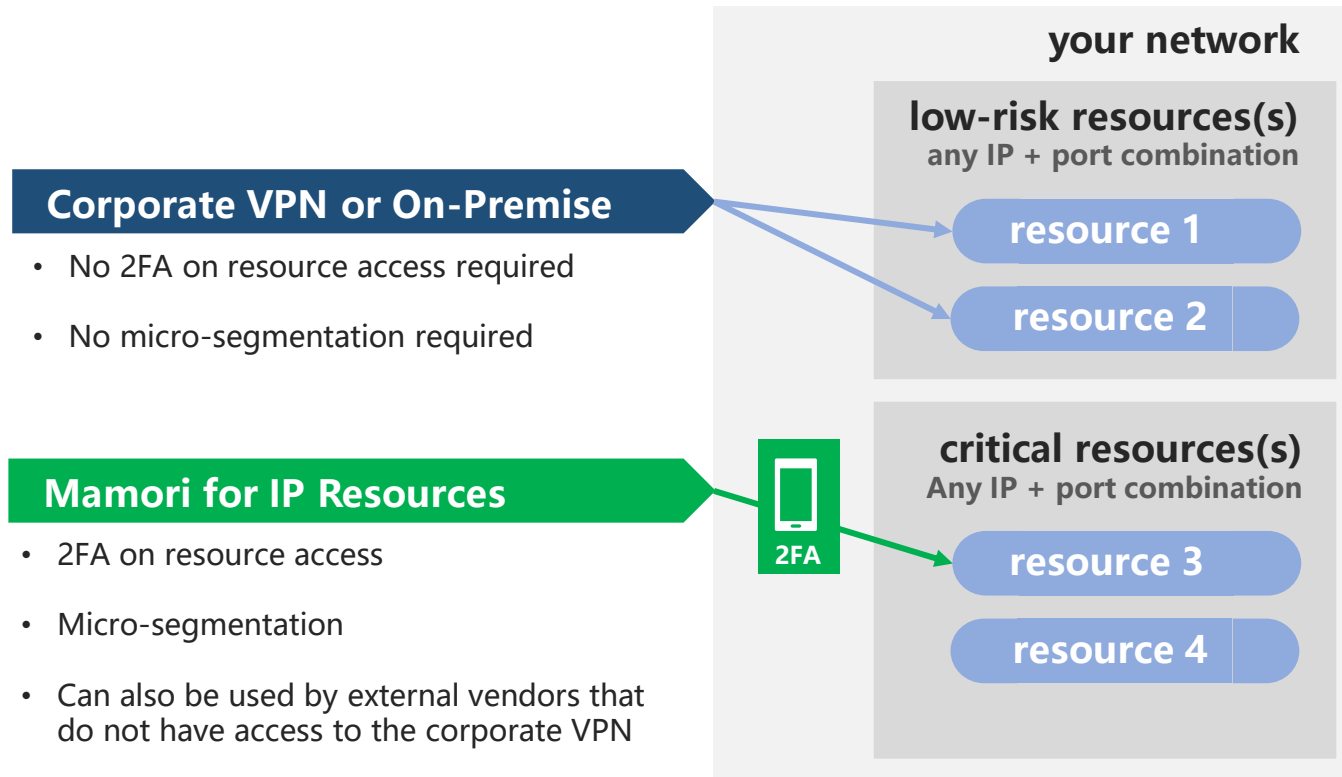 your network
low-risk resources(s)
any IP + port combination
Corporate VPN or On-Premise
resource 1
• No 2FA on resource access required
resource 2
• No micro-segmentation required
critical resources(s)
Any IP + port combination
Mamori for IP Resources
2FA
resource 3
• 2FA on resource access
• Micro-segmentation
resource 4
• Can also be used by external vendors that
do not have access to the corporate VPN